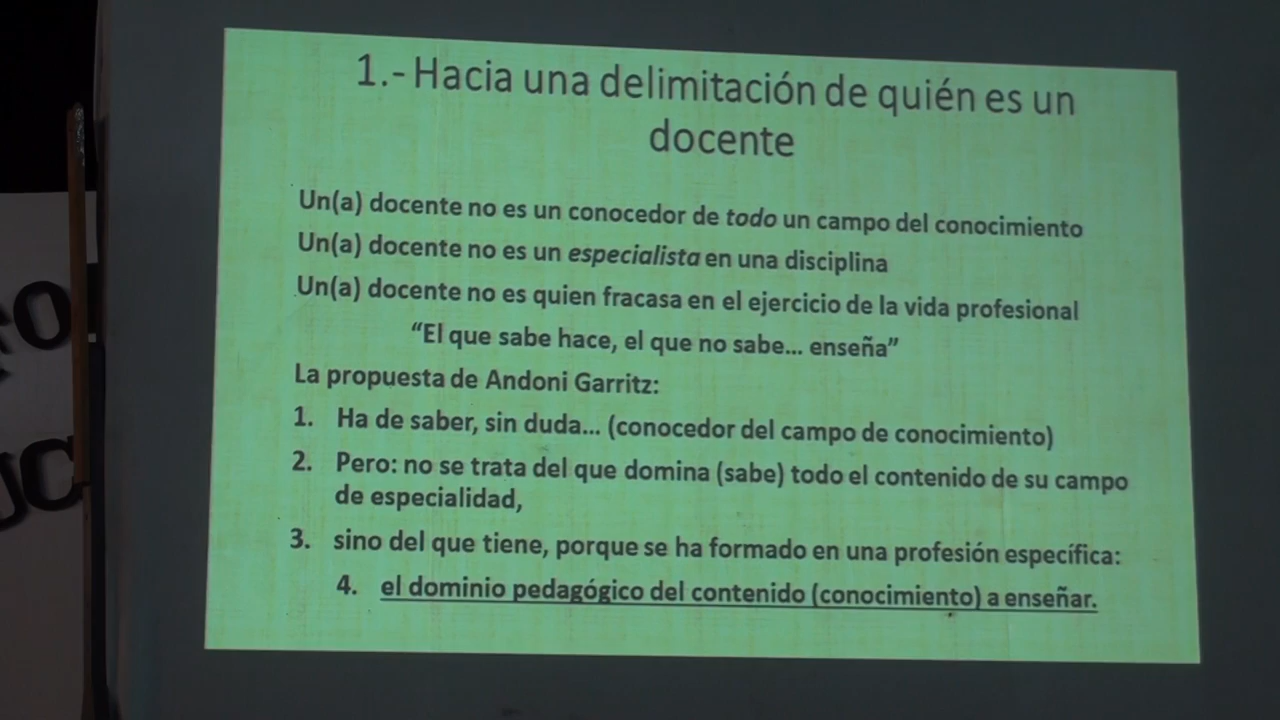 1.- Hacia una delimitación de quién es un
docente
Un(a) docente no es un conocedor de todo un campo del conocimiento
Un(a) docente no es un especialista en una disciplina
Un(a) docente no es quien fracasa en el ejercicio de la vida profesional
“El que sabe hace, el que no sabe... enseña”
La propuesta de Andoni Garritz:
1. Ha de saber, sin duda... (conocedor del campo de conocimiento)
2. Pero: no se trata del que domina (sabe) todo el contenido de su campo
de especialidad,
3. sino del que tiene, porque se ha formado en una profesión específica:
4. el dominio pedagógico del contenido (conocimiento) a enseñar.